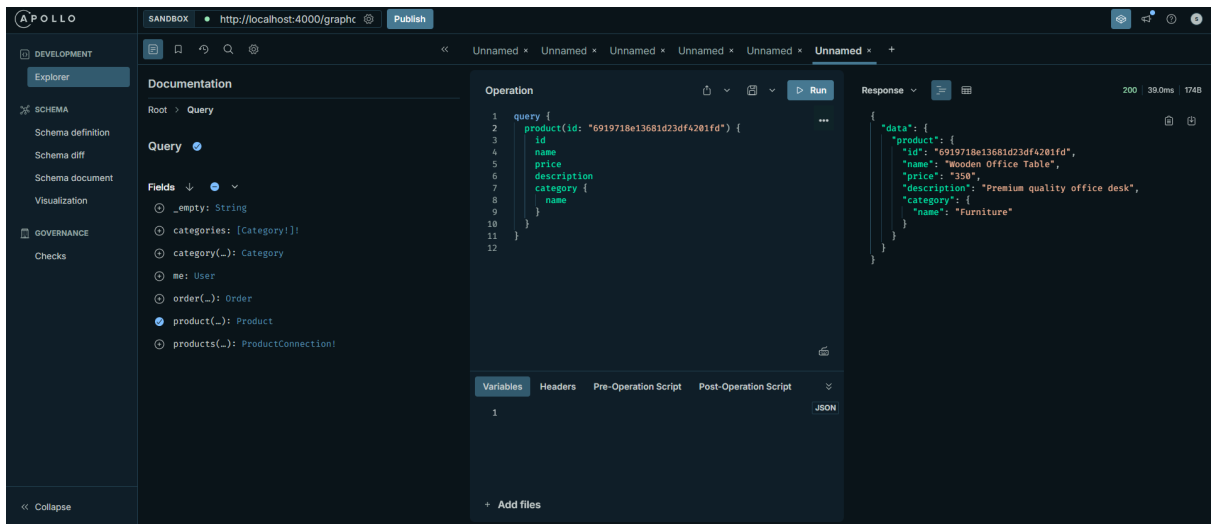 APOLLO
SANDBOX http://localhost:4000/graphc
Publish
S
DEVELOPMENT
Explorer
SCHEMA
Schema definition
Schema diff
Schema document
Visualization
GOVERNANCE
Checks
Collapse
Documentation
Root > Query
Query
Fields
_empty: String
categories: [Category!]!
category(…): Category
me: User
order(…): Order
product(…): Product
products(…): ProductConnection!
Unnamed × Unnamed × Unnamed × Unnamed × Unnamed × Unnamed × +
Operation
Run
1 query {
2 product(id: "6919718e13681d23df4201fd") {
3 id
4 name
5 price
6 description
7 category {
8 name
9 }
10 }
11 }
12
Variables Headers Pre-Operation Script Post-Operation Script
1
JSON
+ Add files
Response 200 39.0ms 174B
{
"data": {
"product": {
"id": "6919718e13681d23df4201fd",
"name": "Wooden Office Table",
"price": "350",
"description": "Premium quality office desk",
"category": {
"name": "Furniture"
}
}
}
}